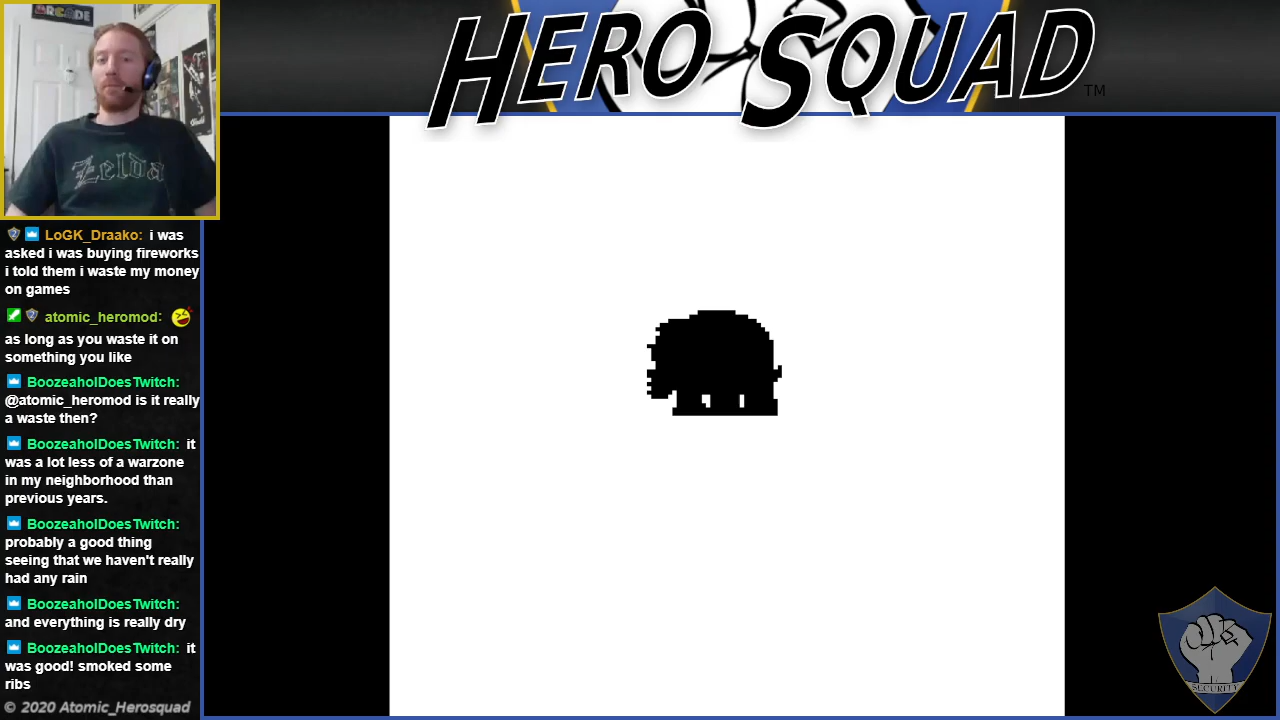 ARCADE
HERO SQUAD
TM
Zelda
LoGK_Draako: i was
asked i was buying fireworks
i told them i waste my money
on games
atomic_heromod:
as long as you waste it on
something you like
BoozeaholDoesTwitch:
@atomic_heromod is it really
a waste then?
BoozeaholDoesTwitch: it
was a lot less of a warzone
in my neighborhood than
previous years.
BoozeaholDoesTwitch:
probably a good thing
seeing that we haven't really
had any rain
BoozeaholDoesTwitch:
and everything is really dry
BoozeaholDoesTwitch: it
was good! smoked some
ribs
© 2020 Atomic_Herosquad
SECURITY